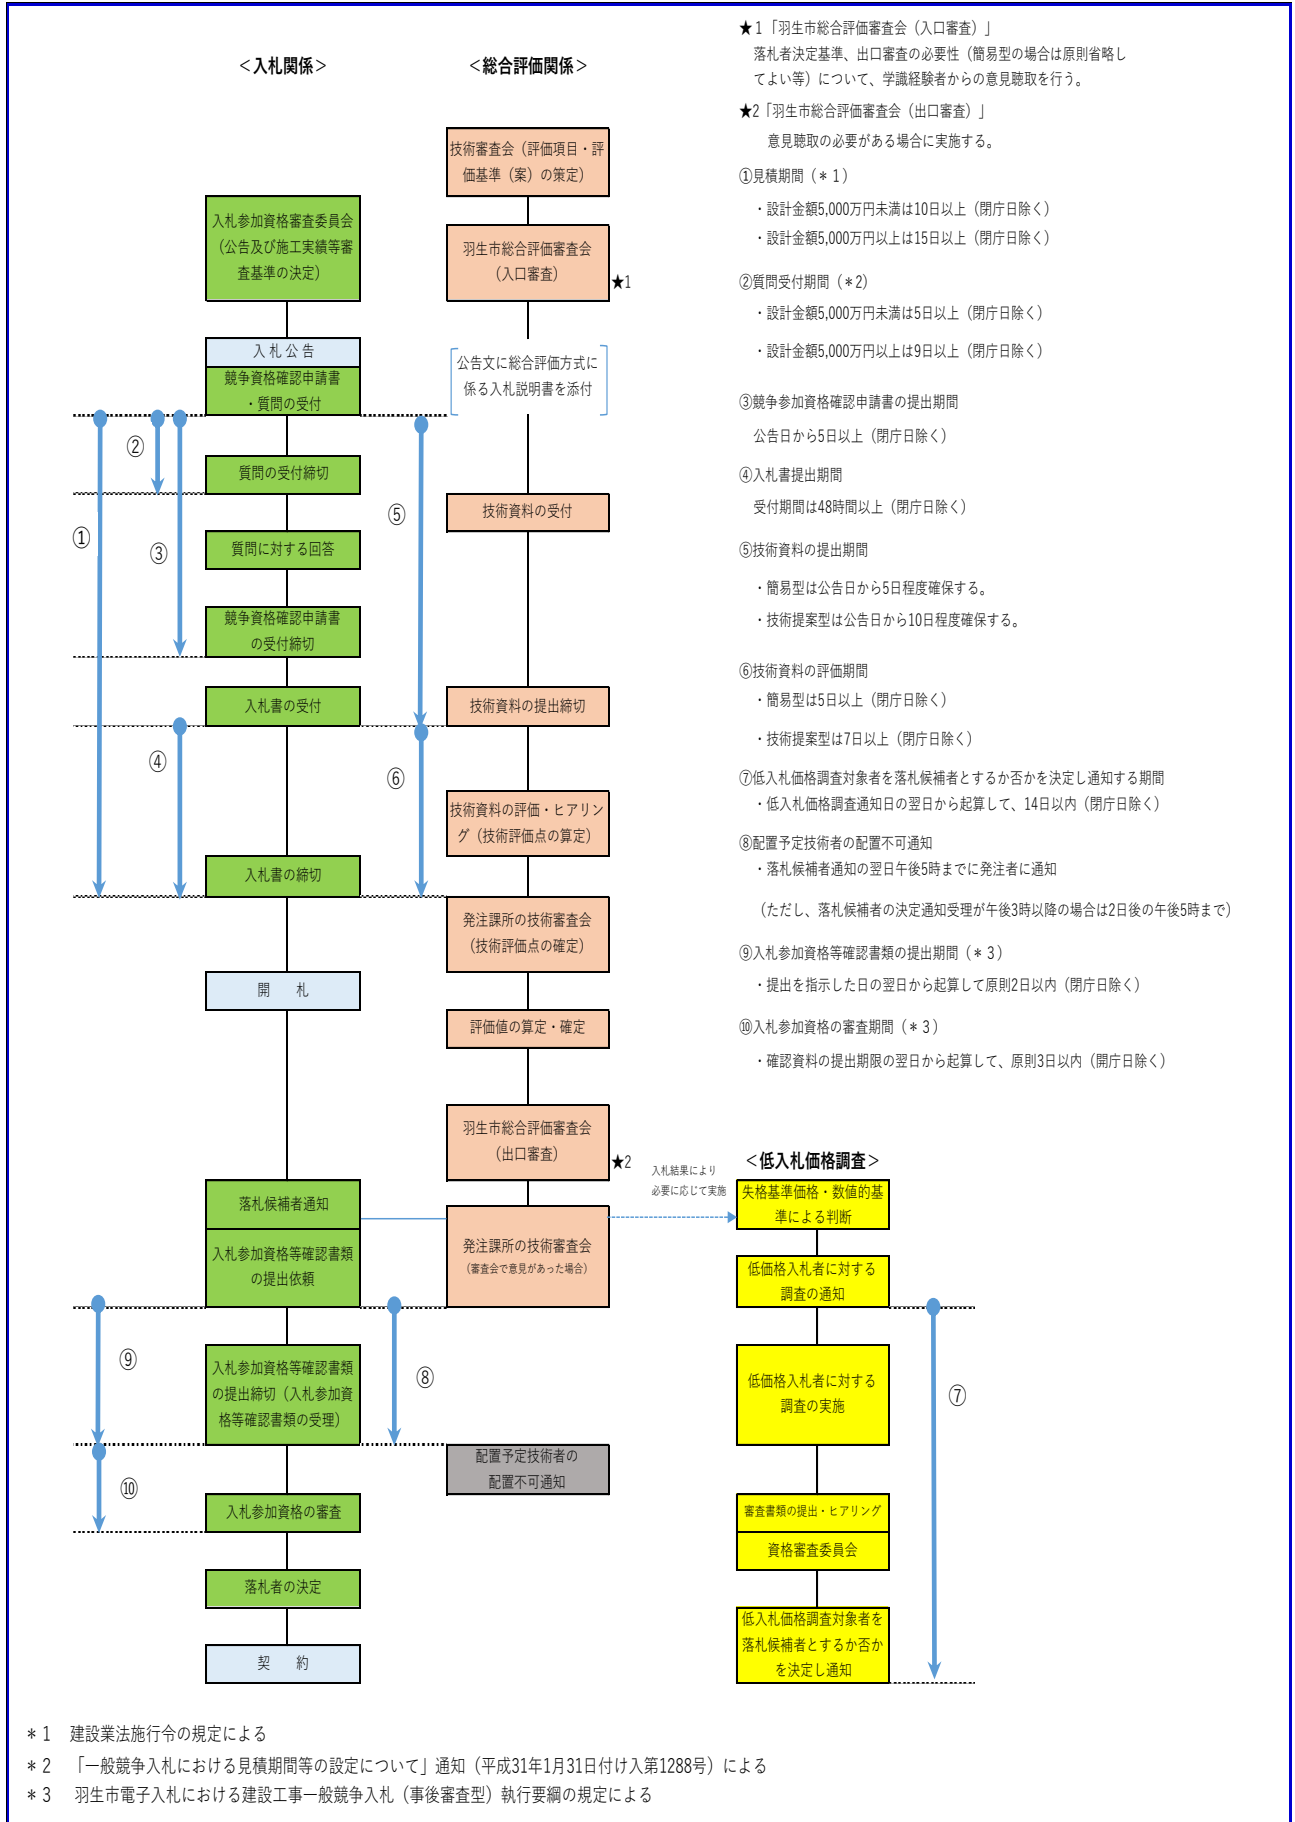 ＜入札関係＞
＜総合評価関係＞
★１「羽生市総合評価審査会（入口審査）」
落札者決定基準、出口審査の必要性（簡易型の場合は原則省略し
てよい等）について、学識経験者からの意見聴取を行う。
★2「羽生市総合評価審査会（出口審査）」
意見聴取の必要がある場合に実施する。
①見積期間（＊１）
・設計金額5,000万円未満は10日以上（閉庁日除く）
・設計金額5,000万円以上は15日以上（閉庁日除く）
②質問受付期間（＊2）
・設計金額5,000万円未満は5日以上（閉庁日除く）
・設計金額5,000万円以上は9日以上（閉庁日除く）
③競争参加資格確認申請書の提出期間
公告日から5日以上（閉庁日除く）
④入札書提出期間
受付期間は48時間以上（閉庁日除く）
⑤技術資料の提出期間
・簡易型は公告日から5日程度確保する。
・技術提案型は公告日から10日程度確保する。
⑥技術資料の評価期間
・簡易型は5日以上（閉庁日除く）
・技術提案型は7日以上（閉庁日除く）
⑦低入札価格調査対象者を落札候補者とするか否かを決定し通知する期間
・低入札価格調査通知日の翌日から起算して、14日以内（閉庁日除く）
⑧配置予定技術者の配置不可通知
・落札候補者通知の翌日午後5時までに発注者に通知
（ただし、落札候補者の決定通知受理が午後3時以降の場合は2日後の午後5時まで）
⑨入札参加資格等確認書類の提出期間（＊３）
・提出を指示した日の翌日から起算して原則2日以内（閉庁日除く）
⑩入札参加資格の審査期間（＊３）
・確認資料の提出期限の翌日から起算して、原則3日以内（開庁日除く）
技術審査会（評価項目・評
価基準（案）の策定）
入札参加資格審査委員会
（公告及び施工実績等審
査基準の決定）
羽生市総合評価審査会
（入口審査）
★1
入 札 公 告
競争資格確認申請書
・質問の受付
公告文に総合評価方式に
係る入札説明書を添付
②
質問の受付締切
①
③
⑤
技術資料の受付
質問に対する回答
競争資格確認申請書
の受付締切
入札書の受付
技術資料の提出締切
④
⑥
技術資料の評価・ヒアリン
グ（技術評価点の算定）
入札書の締切
発注課所の技術審査会
（技術評価点の確定）
開　　札
評価値の算定・確定
羽生市総合評価審査会
（出口審査）
★2
入札結果により
必要に応じて実施
＜低入札価格調査＞
落札候補者通知
入札参加資格等確認書類
の提出依頼
発注課所の技術審査会
（審査会で意見があった場合）
失格基準価格・数値的基
準による判断
低価格入札者に対する
調査の通知
⑨
入札参加資格等確認書類
の提出締切（入札参加資
格等確認書類の受理）
⑧
低価格入札者に対する
調査の実施
⑦
配置予定技術者の
配置不可通知
⑩
入札参加資格の審査
審査書類の提出・ヒアリング
資格審査委員会
落札者の決定
低入札価格調査対象者を
落札候補者とするか否か
を決定し通知
契　　約
＊１　建設業法施行令の規定による
＊２　「一般競争入札における見積期間等の設定について」通知（平成31年1月31日付け入第1288号）による
＊３　羽生市電子入札における建設工事一般競争入札（事後審査型）執行要綱の規定による